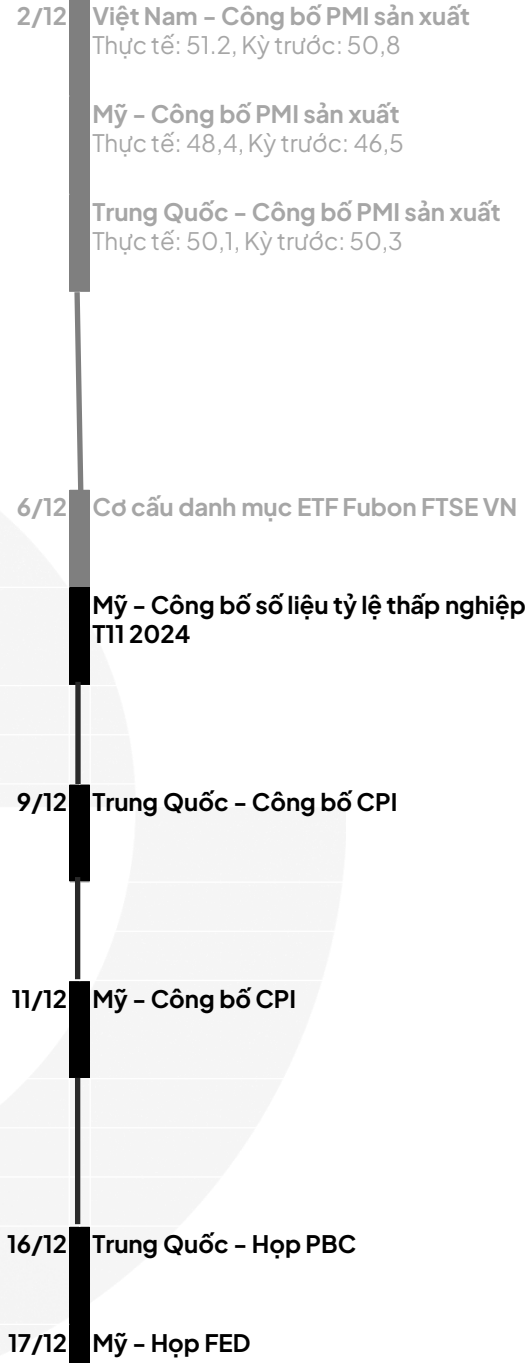 2/12 Việt Nam – Công bố PMI sản xuất
Thực tế: 51.2, Kỳ trước: 50,8
Mỹ – Công bố PMI sản xuất
Thực tế: 48,4, Kỳ trước: 46,5
Trung Quốc – Công bố PMI sản xuất
Thực tế: 50,1, Kỳ trước: 50,3
6/12 Cơ cấu danh mục ETF Fubon FTSE VN
Mỹ – Công bố số liệu tỷ lệ thấp nghiệp
T11 2024
9/12 Trung Quốc – Công bố CPI
11/12 Mỹ – Công bố CPI
16/12 Trung Quốc – Họp PBC
17/12 Mỹ – Họp FED